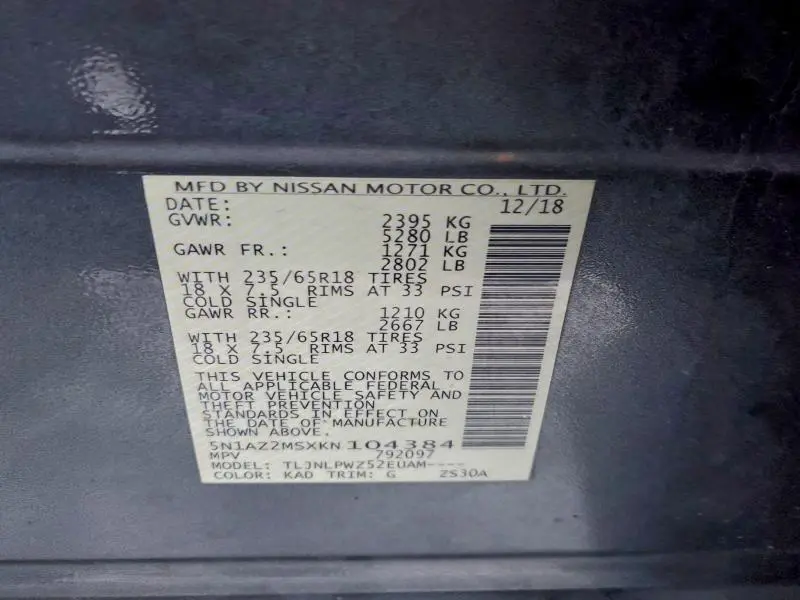 MFD BY NISSAN MOTOR CO., LTD.
DATE: 12/18
GVWR: 2395 KG
5280 LB
GAWR FR.: 1271 KG
2802 LB
WITH 235/65R18 TIRES
18 X 7.5 RIMS AT 33 PSI
COLD SINGLE
GAWR RR.: 1210 KG
2667 LB
WITH 235/65R18 TIRES
18 X 7.5 RIMS AT 33 PSI
COLD SINGLE
THIS VEHICLE CONFORMS TO
ALL APPLICABLE FEDERAL
MOTOR VEHICLE SAFETY AND
THEFT PREVENTION
STANDARDS IN EFFECT ON
THE DATE OF MANUFACTURE
SHOWN ABOVE.
5N1AZ2MSXKN104384
MPV 792097
MODEL: TLJNLPWZ52EUAM----
COLOR: KAD TRIM: G ZS30A